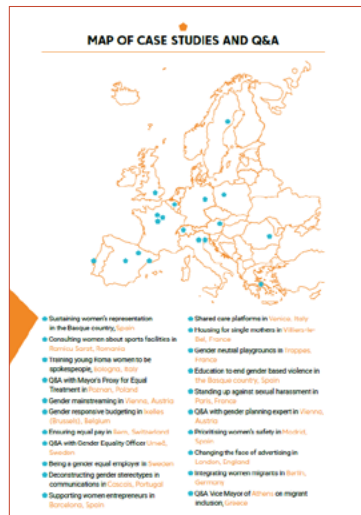 MAP OF CASE STUDIES AND Q&A
Sustaining women's representation
in the Basque country, Spain
Consulting women about sports facilities in
Ramicu Sarat, Romania
Training young Roma women to be
spokespeople, Bologna, Italy
Q&A with Mayor's Proxy for Equal
Treatment in Poznan, Poland
Gender mainstreaming in Vienna, Austria
Gender responsive budgeting in Ixelles
(Brussels), Belgium
Ensuring equal pay in Bern, Switzerland
Q&A with Gender Equality Officer Umeå,
Sweden
Being a gender equal employer in Sweden
Deconstructing gender stereotypes in
communications in Cascais, Portugal
Supporting women entrepreneurs in
Barcelona, Spain
Shared care platforms in Venice, Italy
Housing for single mothers in Villiers-le-
Bel, France
Gender neutral playgrounds in Trappes,
France
Education to end gender based violence in
the Basque country, Spain
Standing up against sexual harassment in
Paris, France
Q&A with gender planning expert in Vienna,
Austria
Prioritising women's safety in Madrid,
Spain
Changing the face of advertising in
London, England
Integrating women migrants in Berlin,
Germany
Q&A Vice Mayor of Athens on migrant
inclusion, Greece